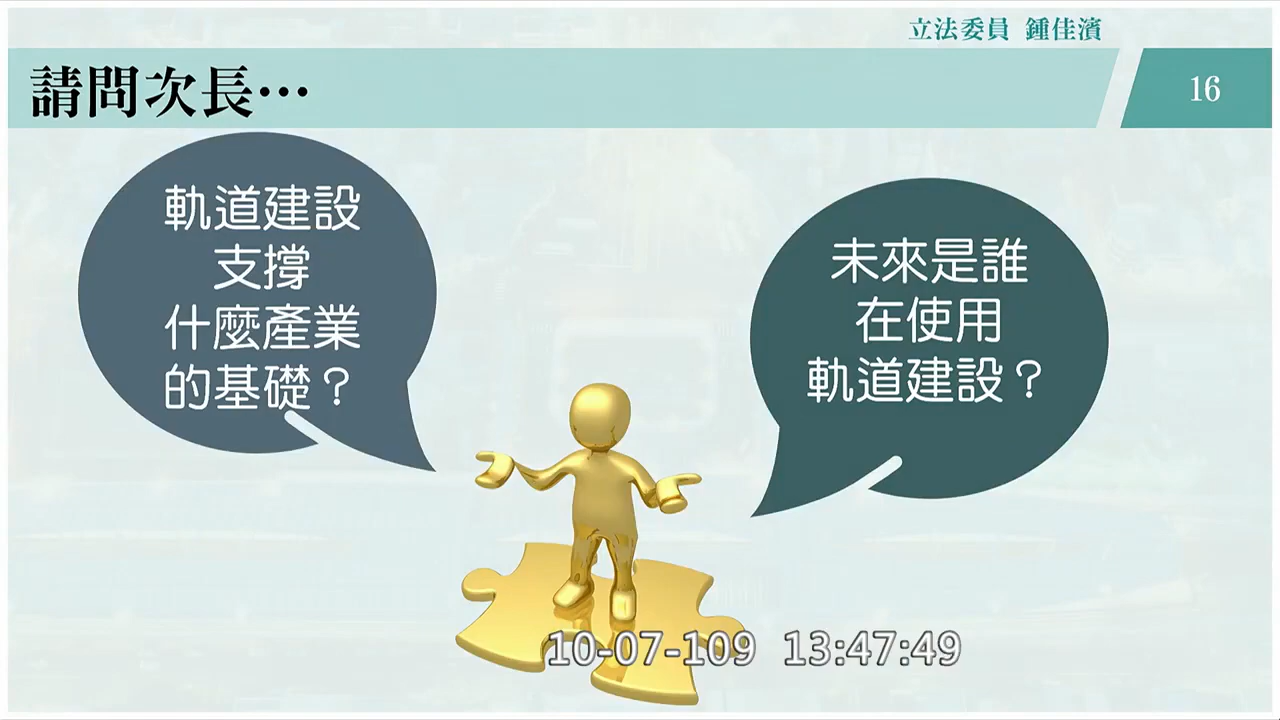 立法委員 鍾佳濱
請問次長…
16
軌道建設
支撐
什麼產業
的基礎？
未來是誰
在使用
軌道建設？
10-07-109 13:47:49